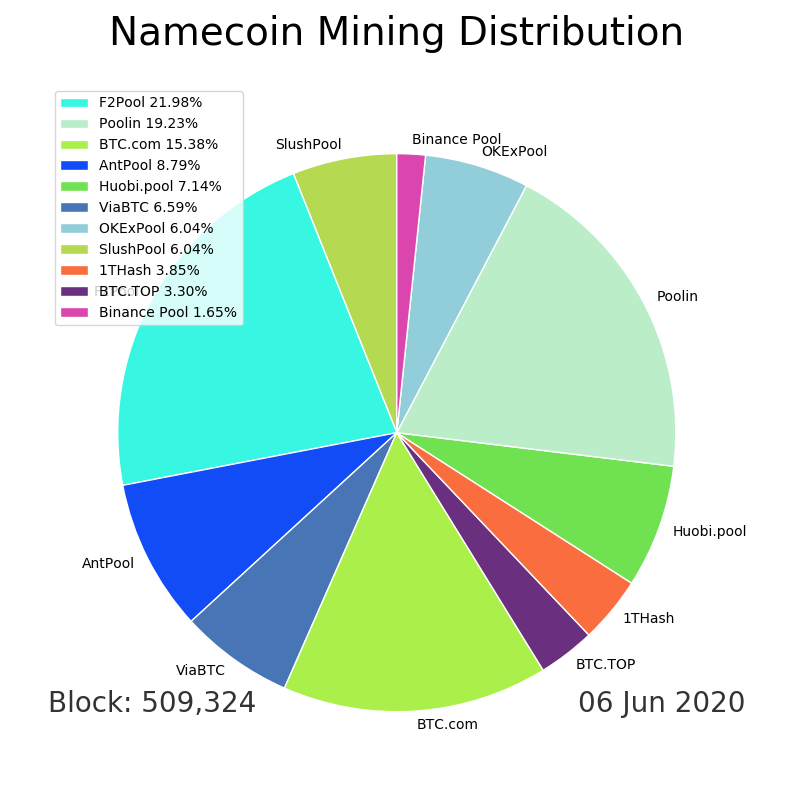 Namecoin Mining Distribution
F2Pool 21.98%
Poolin 19.23%
BTC.com 15.38%
AntPool 8.79%
Huobi.pool 7.14%
ViaBTC 6.59%
OKExPool 6.04%
SlushPool 6.04%
1THash 3.85%
BTC.TOP 3.30%
Binance Pool 1.65%
SlushPool
Binance Pool
OKExPool
Poolin
Huobi.pool
1THash
BTC.TOP
BTC.com
ViaBTC
AntPool
Block: 509,324
06 Jun 2020